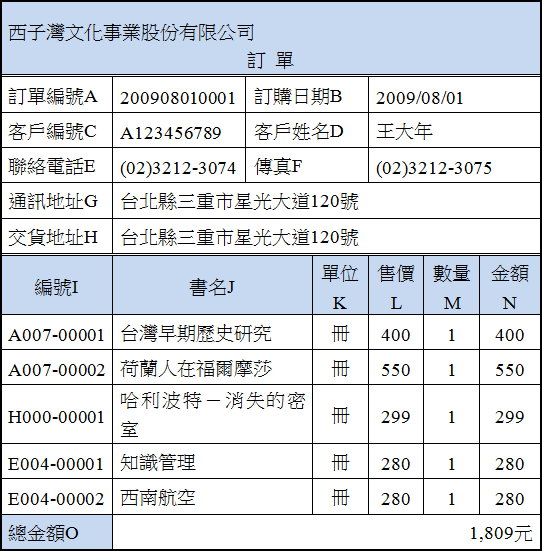 西子灣文化事業股份有限公司
訂 單
訂單編號A 200908010001 訂購日期B 2009/08/01
客戶編號C A123456789 客戶姓名D 王大年
聯絡電話E (02)3212-3074 傳真F (02)3212-3075
通訊地址G 台北縣三重市星光大道120號
交貨地址H 台北縣三重市星光大道120號
編號I 書名J 單位 售價 數量 金額
K L M N
A007-00001 台灣早期歷史研究 冊 400 1 400
A007-00002 荷蘭人在福爾摩莎 冊 550 1 550
H000-00001 哈利波特－消失的密 冊 299 1 299
室
E004-00001 知識管理 冊 280 1 280
E004-00002 西南航空 冊 280 1 280
總金額O 1,809元